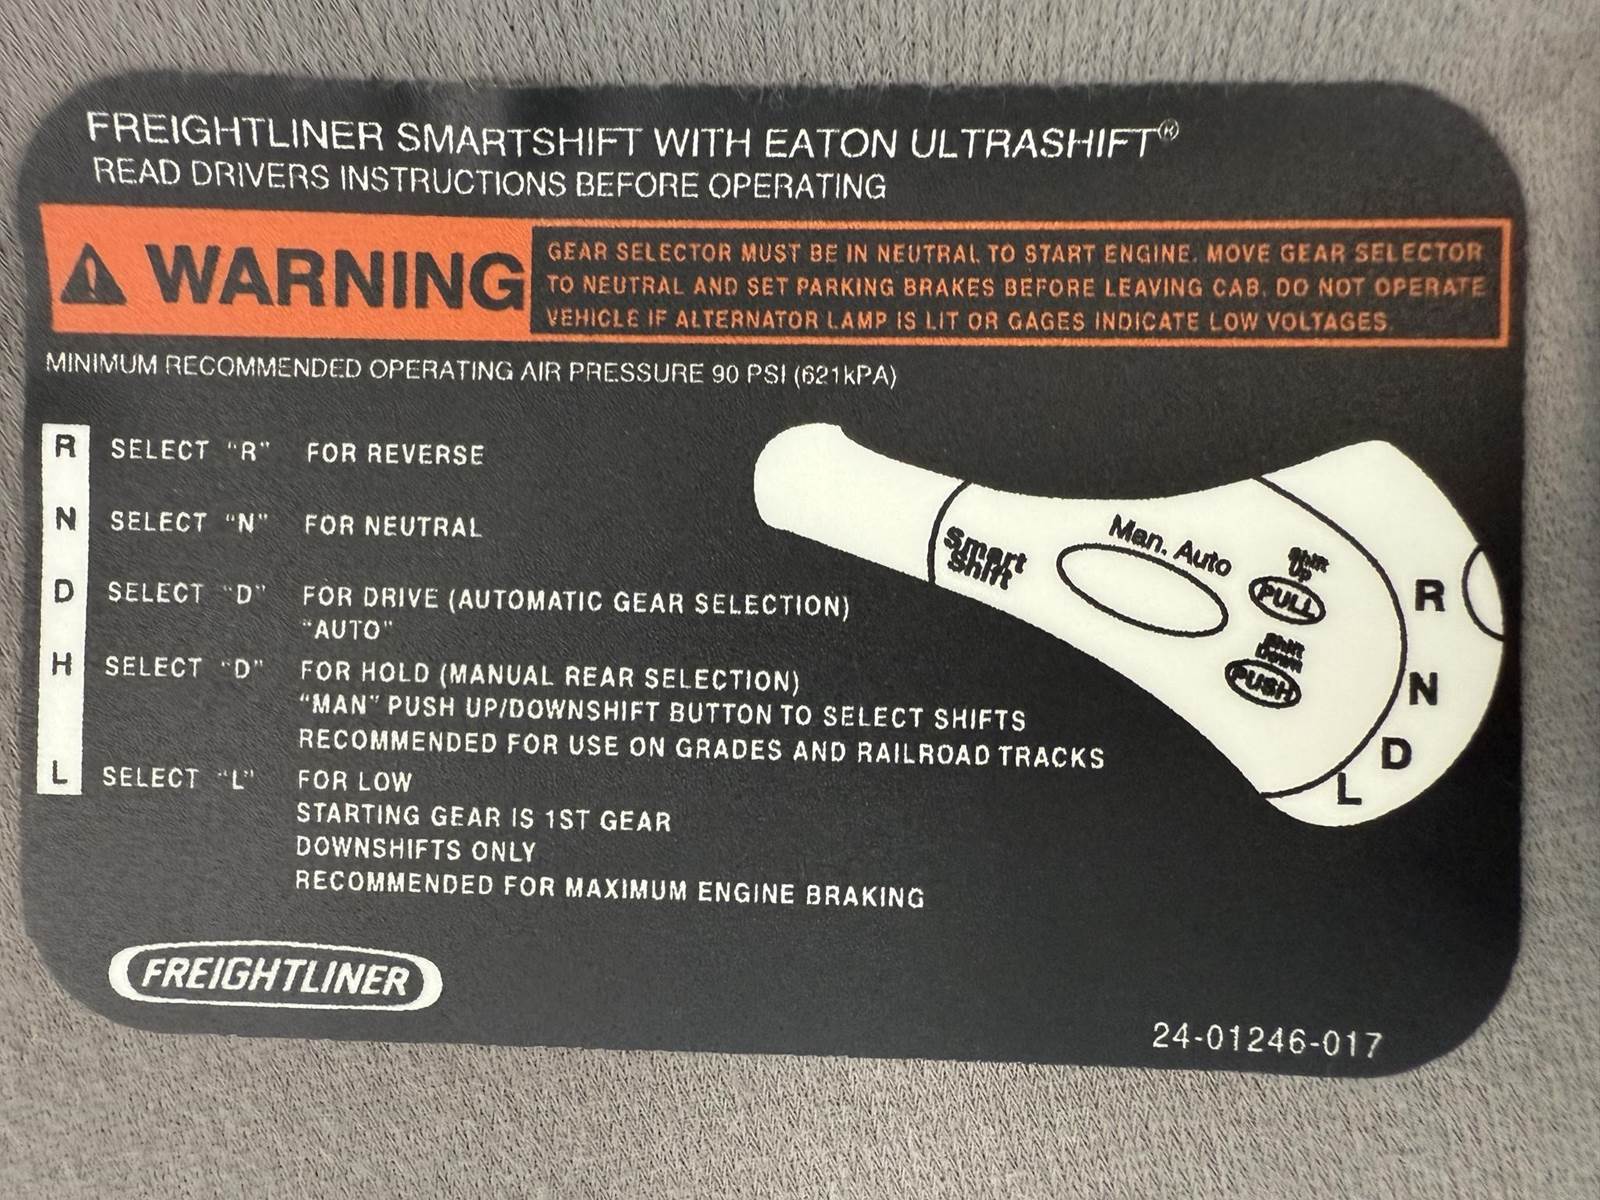 FREIGHTLINER SMARTSHIFT WITH EATON ULTRASHIFT®
READ DRIVERS INSTRUCTIONS BEFORE OPERATING
WARNING
GEAR SELECTOR MUST BE IN NEUTRAL TO START ENGINE. MOVE GEAR SELECTOR
TO NEUTRAL AND SET PARKING BRAKES BEFORE LEAVING CAB. DO NOT OPERATE
VEHICLE IF ALTERNATOR LAMP IS LIT OR GAGES INDICATE LOW VOLTAGES.
MINIMUM RECOMMENDED OPERATING AIR PRESSURE 90 PSI (621kPA)
R SELECT "R" FOR REVERSE
N SELECT "N" FOR NEUTRAL
D SELECT "D" FOR DRIVE (AUTOMATIC GEAR SELECTION)
"AUTO"
H SELECT "D" FOR HOLD (MANUAL REAR SELECTION)
"MAN" PUSH UP/DOWNSHIFT BUTTON TO SELECT SHIFTS
RECOMMENDED FOR USE ON GRADES AND RAILROAD TRACKS
L SELECT "L" FOR LOW
STARTING GEAR IS 1ST GEAR
DOWNSHIFTS ONLY
RECOMMENDED FOR MAXIMUM ENGINE BRAKING
Smart
Shift
Man. Auto
Shift
Up
PULL
Shift
Down
PUSH
R
N
D
L
FREIGHTLINER
24-01246-017